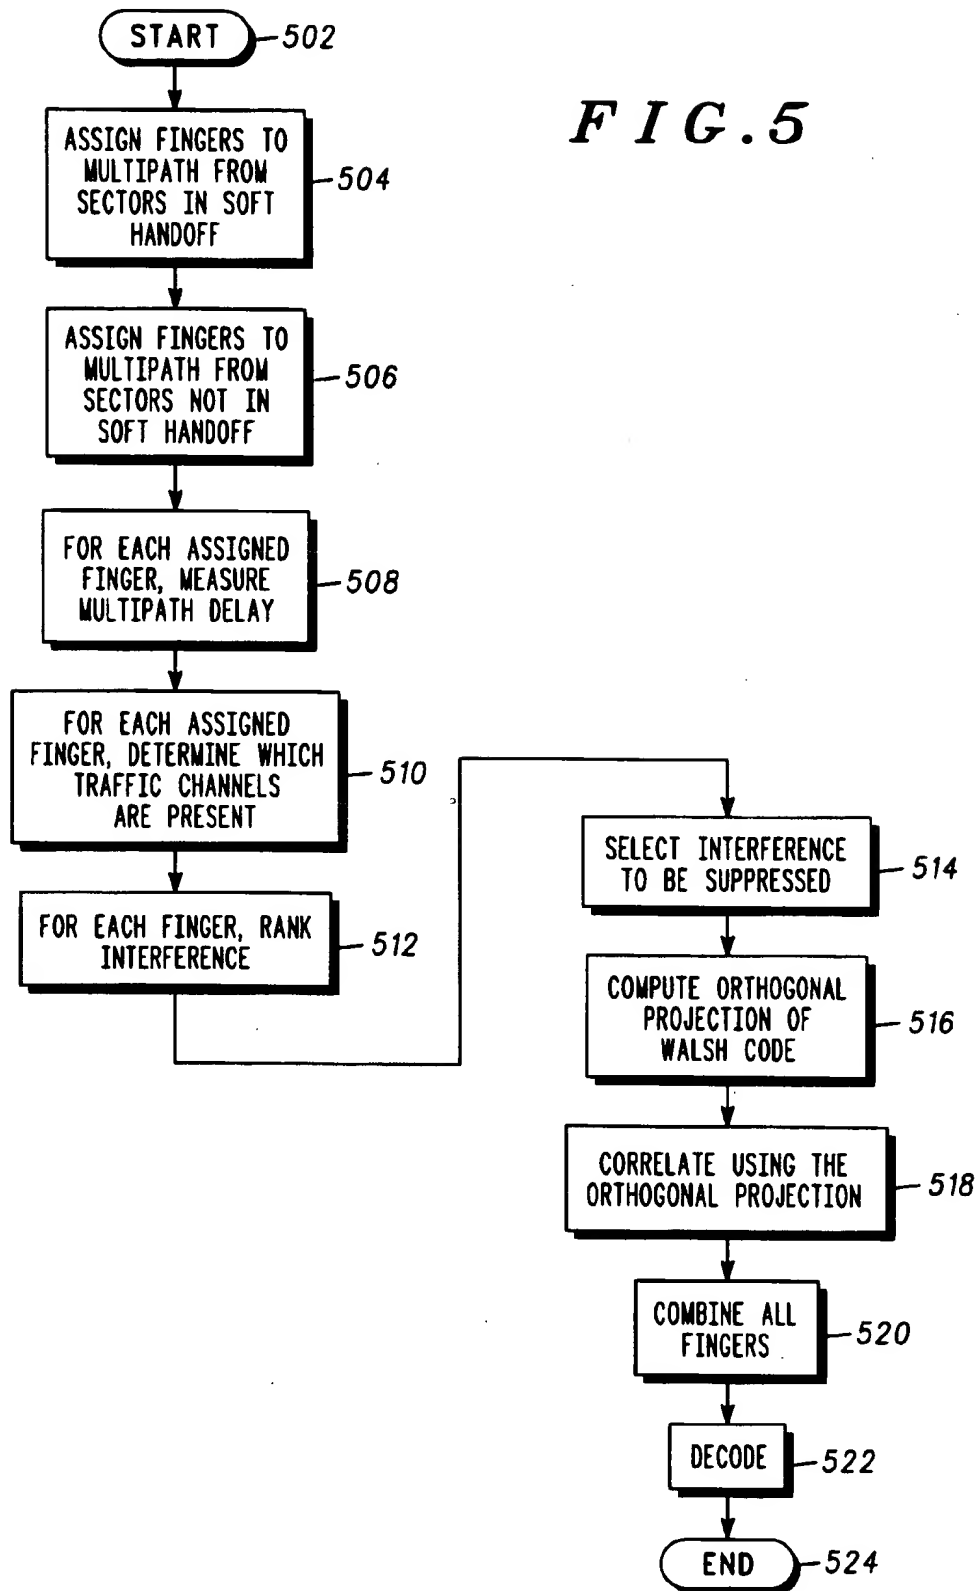 START
502
FIG.5
ASSIGN FINGERS TO
MULTIPATH FROM
SECTORS IN SOFT
HANDOFF
504
ASSIGN FINGERS TO
MULTIPATH FROM
SECTORS NOT IN
SOFT HANDOFF
506
FOR EACH ASSIGNED
FINGER, MEASURE
MULTIPATH DELAY
508
FOR EACH ASSIGNED
FINGER, DETERMINE WHICH
TRAFFIC CHANNELS
ARE PRESENT
510
FOR EACH FINGER, RANK
INTERFERENCE
512
SELECT INTERFERENCE
TO BE SUPPRESSED
514
COMPUTE ORTHOGONAL
PROJECTION OF
WALSH CODE
516
CORRELATE USING THE
ORTHOGONAL PROJECTION
518
COMBINE ALL
FINGERS
520
DECODE
522
END
524